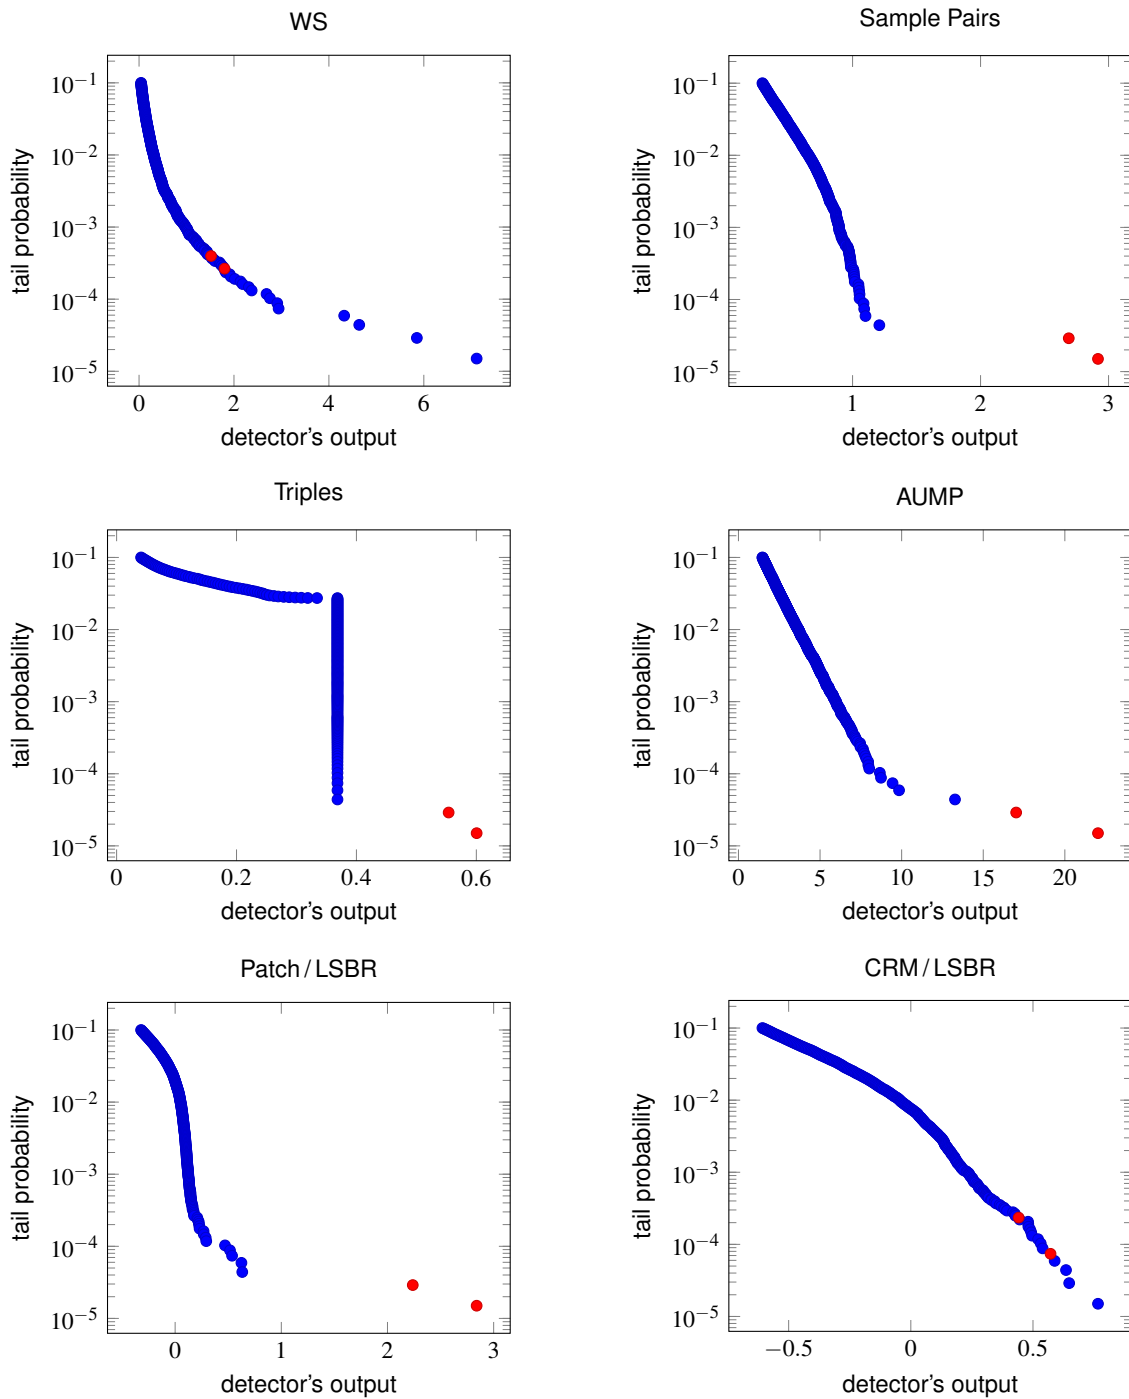 WS
tail probability
10−1
10−2
10−3
10−4
10−5
0 2 4 6
detector's output
Sample Pairs
tail probability
10−1
10−2
10−3
10−4
10−5
1 2 3
detector's output
Triples
tail probability
10−1
10−2
10−3
10−4
10−5
0 0.2 0.4 0.6
detector's output
AUMP
tail probability
10−1
10−2
10−3
10−4
10−5
0 5 10 15 20
detector's output
Patch / LSBR
tail probability
10−1
10−2
10−3
10−4
10−5
0 1 2 3
detector's output
CRM / LSBR
tail probability
10−1
10−2
10−3
10−4
10−5
−0.5 0 0.5
detector's output